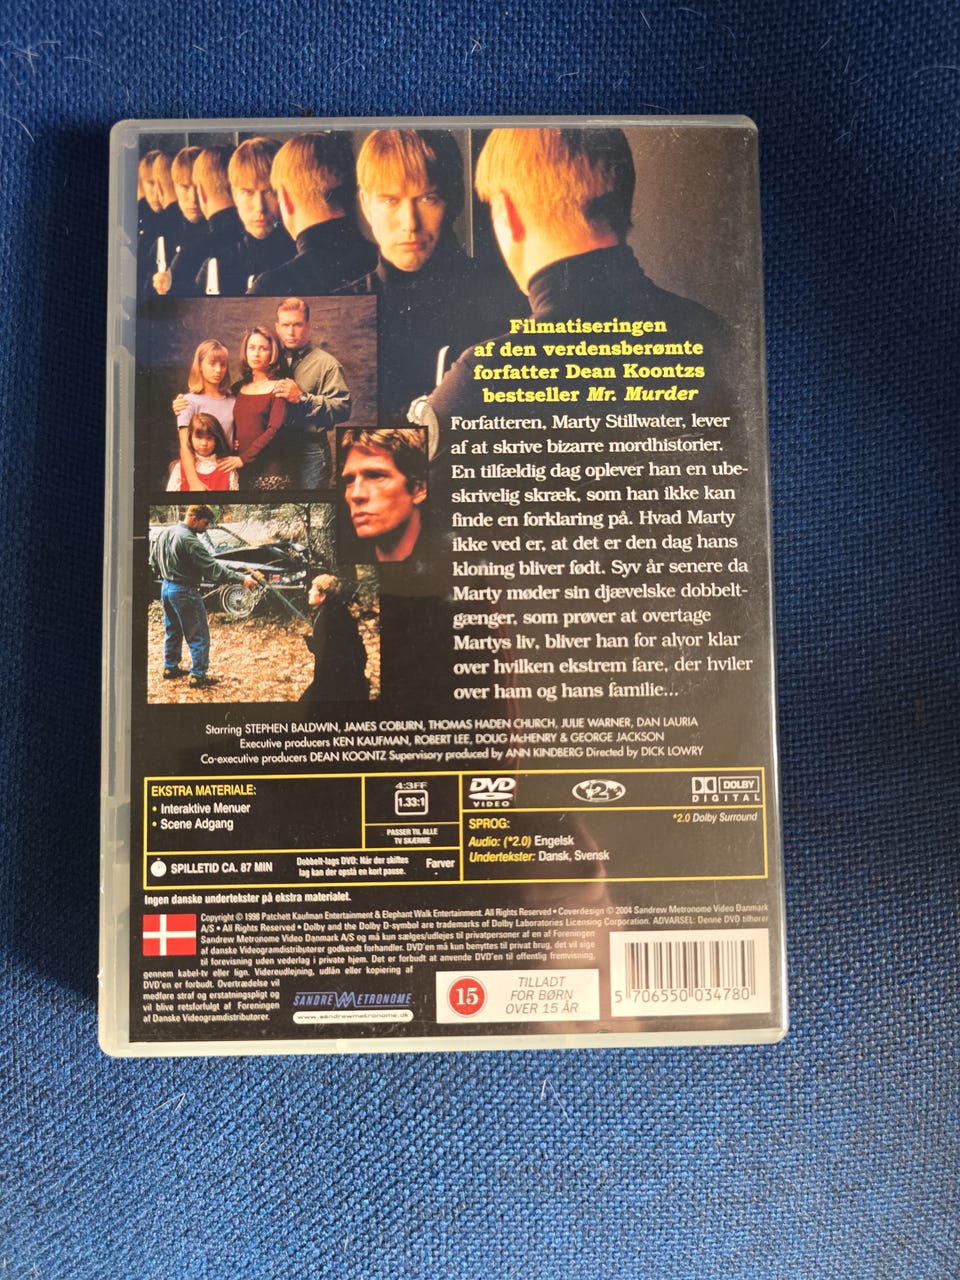 Filmatiseringen
af den verdensberømte
forfatter Dean Koontzs
bestseller Mr. Murder
Forfatteren, Marty Stillwater, lever
af at skrive bizarre mordhistorier.
En tilfældig dag oplever han en ube-
skrivelig skræk, som han ikke kan
finde en forklaring på. Hvad Marty
ikke ved er, at det er den dag hans
kloning bliver født. Syv år senere da
Marty møder sin djævelske dobbelt-
gænger, som prøver at overtage
Martys liv, bliver han for alvor klar
over hvilken ekstrem fare, der hviler
over ham og hans familie...
Starring STEPHEN BALDWIN, JAMES COBURN, THOMAS HADEN CHURCH, JULIE WARNER, DAN LAURIA
Executive producers KEN KAUFMAN, ROBERT LEE, DOUG McHENRY & GEORGE JACKSON
Co-executive producers DEAN KOONTZ Supervisory produced by ANN KINDBERG Directed by DICK LOWRY
EKSTRA MATERIALE:
• Interaktive Menuer
• Scene Adgang
4:3FF
1.33:1
PASSER TIL ALLE
TV SKÆRME
SPILLETID CA. 87 MIN
Dobbelt-lags DVD: Når der skiftes
lag kan der opstå en kort pause.
Farver
DVD
VIDEO
2
DOLBY
DIGITAL
*2.0 Dolby Surround
SPROG:
Audio: (*2.0) Engelsk
Undertekster: Dansk, Svensk
Ingen danske undertekster på ekstra materialet.
Copyright © 1998 Patchett Kaufman Entertainment & Elephant Walk Entertainment. All Rights Reserved • Coverdesign © 2004 Sandrew Metronome Video Danmark
A/S • All Rights Reserved • Dolby and the Dolby D-symbol are trademarks of Dolby Laboratories Licensing Corporation. ADVARSEL: Denne DVD tilhører
Sandrew Metronome Video Danmark A/S og må kun sælges/udlejes til privatpersoner af en af Foreningen
af danske Videogramdistributører godkendt forhandler. DVD'en må kun benyttes til privat brug, det vil sige
til forevisning uden vederlag i private hjem. Det er forbudt at anvende DVD'en til offentlig fremvisning,
gennem kabel-tv eller lign. Videreudlejning, udlån eller kopiering af
DVD'en er forbudt. Overtrædelse vil
medføre straf og erstatningspligt og
vil blive retsforfulgt af Foreningen
af Danske Videogramdistributører.
SANDREW METRONOME
www.sandrewmetronome.dk
15
TILLADT
FOR BØRN
OVER 15 ÅR
5 706550 034780